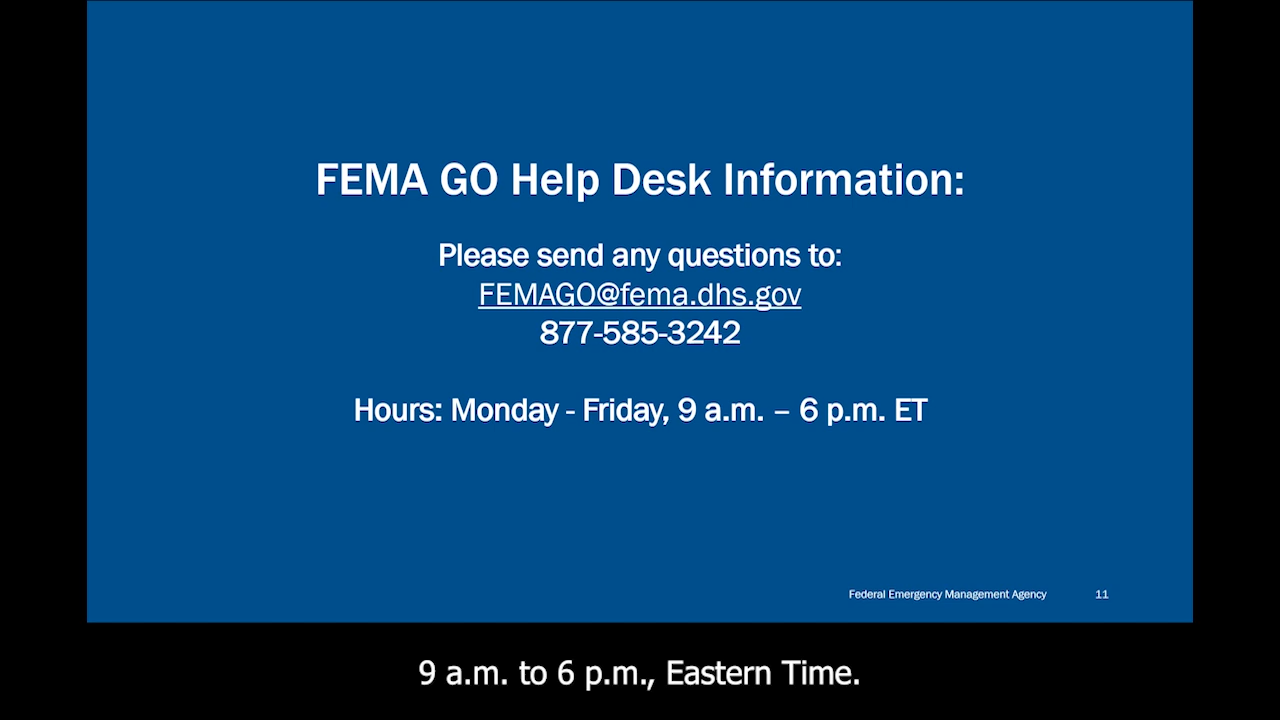 FEMA GO Help Desk Information:
Please send any questions to:
FEMAGO@fema.dhs.gov
877-585-3242
Hours: Monday - Friday, 9 a.m. – 6 p.m. ET
Federal Emergency Management Agency 11
9 a.m. to 6 p.m., Eastern Time.